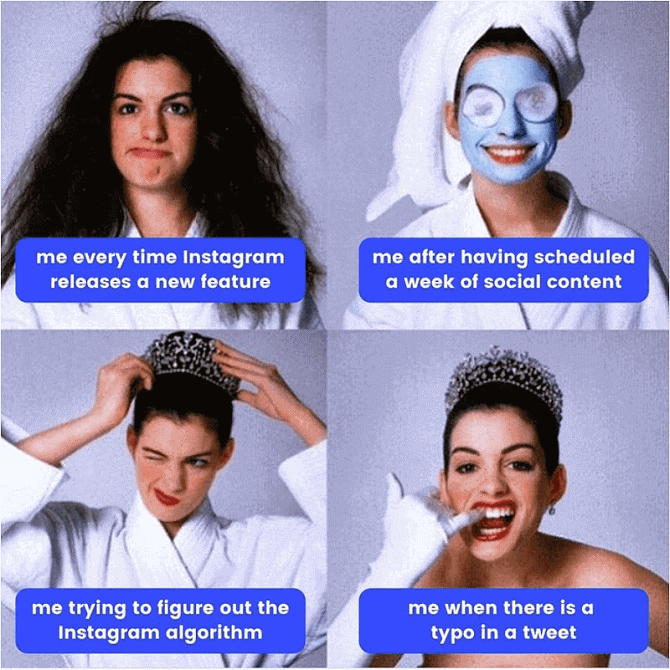 me every time Instagram
releases a new feature
me after having scheduled
a week of social content
me trying to figure out the
Instagram algorithm
me when there is a
typo in a tweet